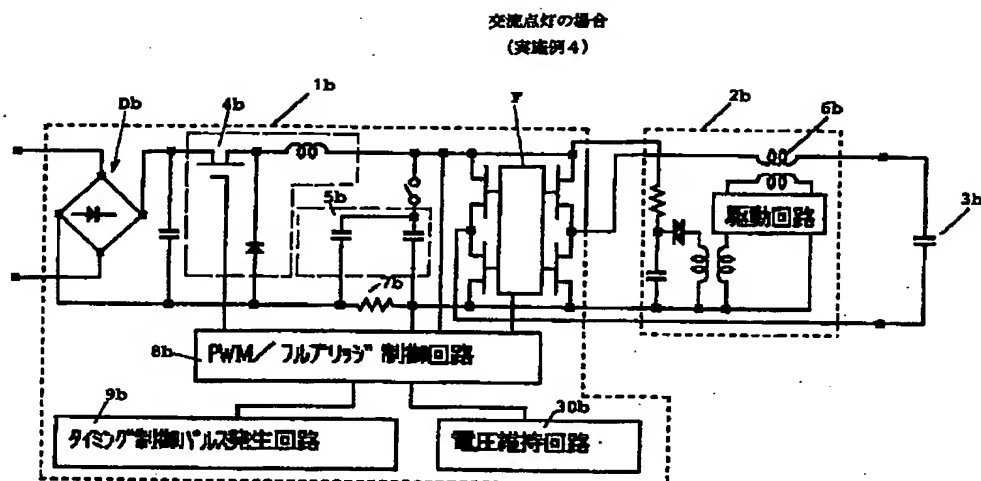 交流点灯の場合
(実施例4)
1b
Db
4b
F
2b
6b
5b
駆動回路
3b
7b
8b
PWM/フルブリッジ制御回路
9b
30b
タイミング制御パルス発生回路
電圧維持回路